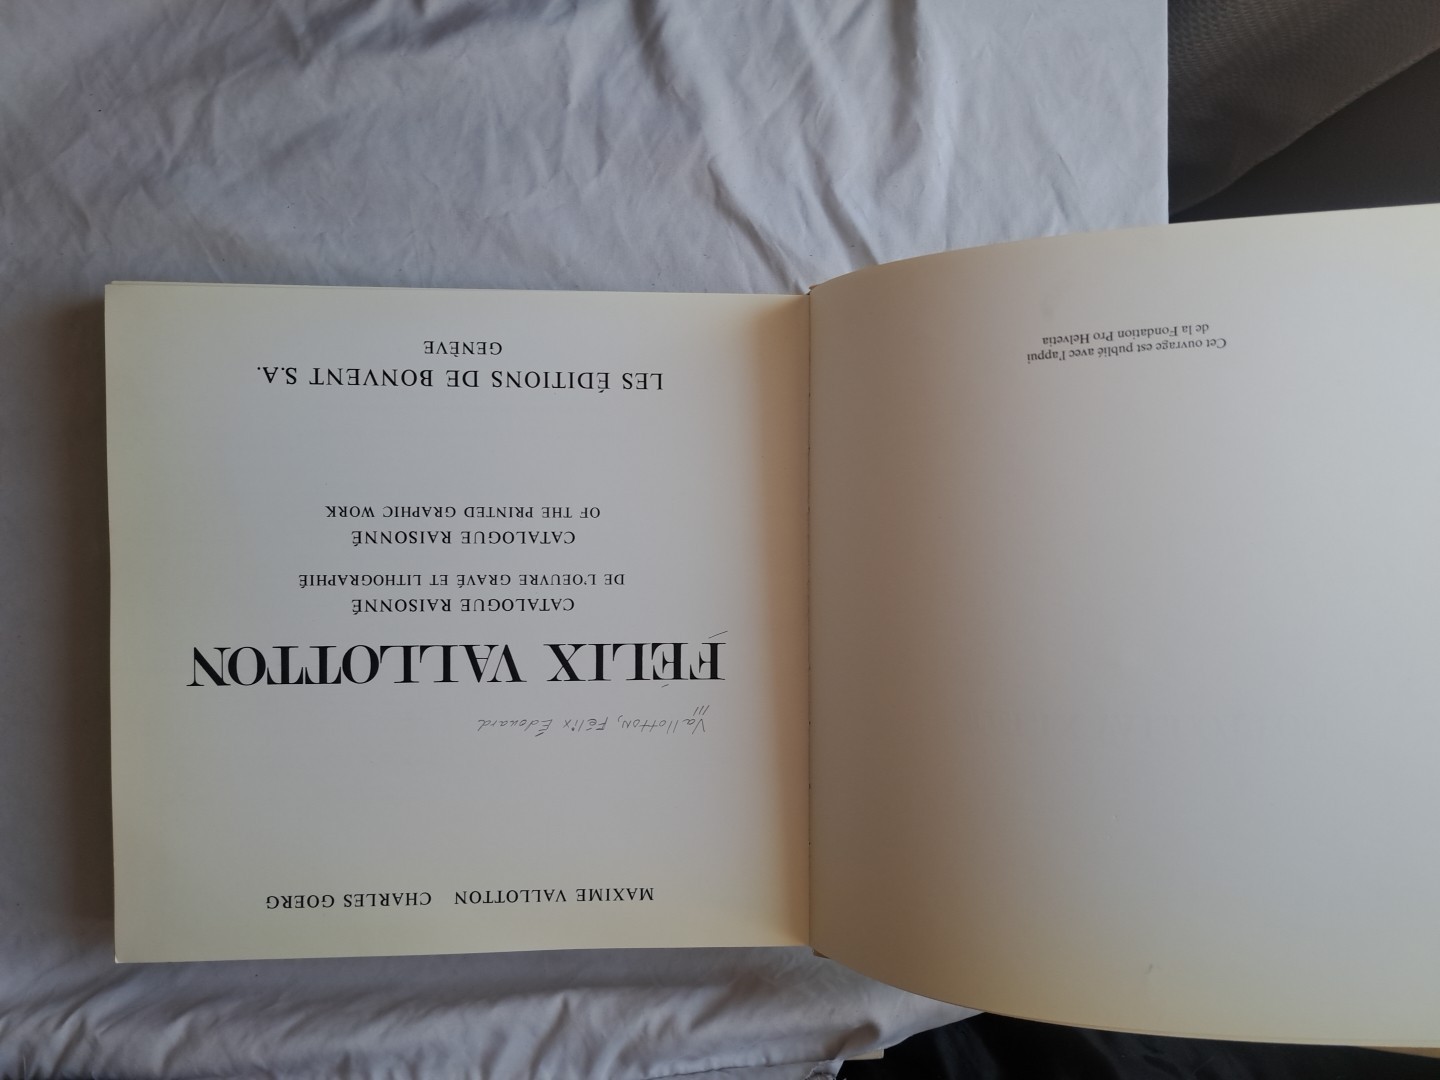 Cet ouvrage est publié avec l'appui
de la Fondation Pro Helvetia
MAXIME VALLOTTON CHARLES GOERG
Vallotton, Félix Édouard
FÉLIX VALLOTTON
CATALOGUE RAISONNÉ
DE L'OEUVRE GRAVÉ ET LITHOGRAPHIÉ
CATALOGUE RAISONNÉ
OF THE PRINTED GRAPHIC WORK
LES ÉDITIONS DE BONVENT S.A.
GENÈVE